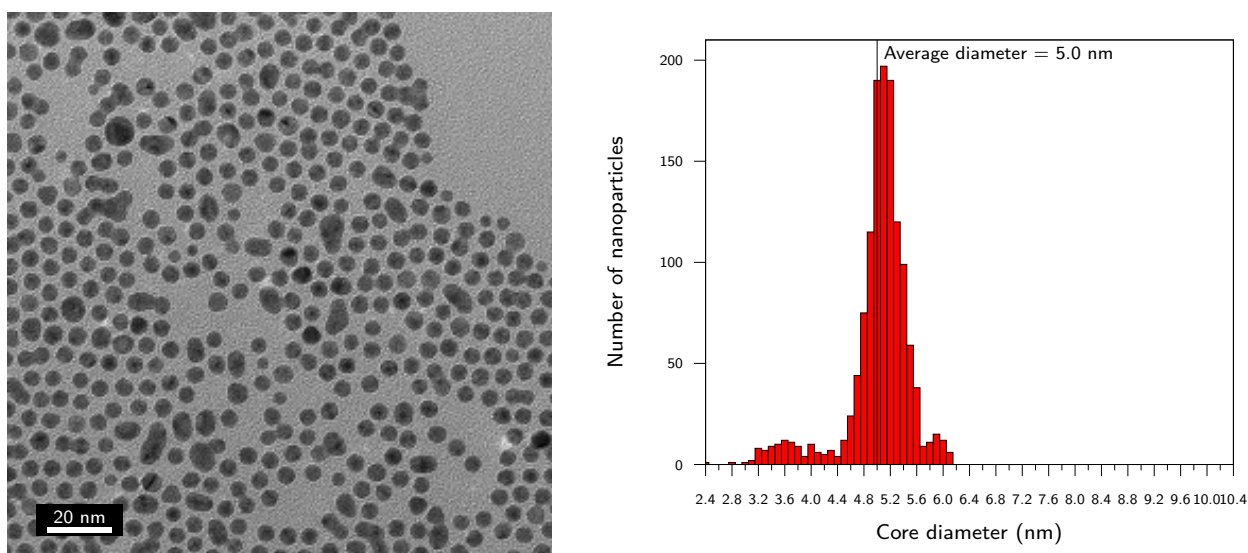 20 nm
Average diameter = 5.0 nm
200
150
100
50
0
Number of nanoparticles
2.4 2.8 3.2 3.6 4.0 4.4 4.8 5.2 5.6 6.0 6.4 6.8 7.2 7.6 8.0 8.4 8.8 9.2 9.6 10.0 10.4
Core diameter (nm)